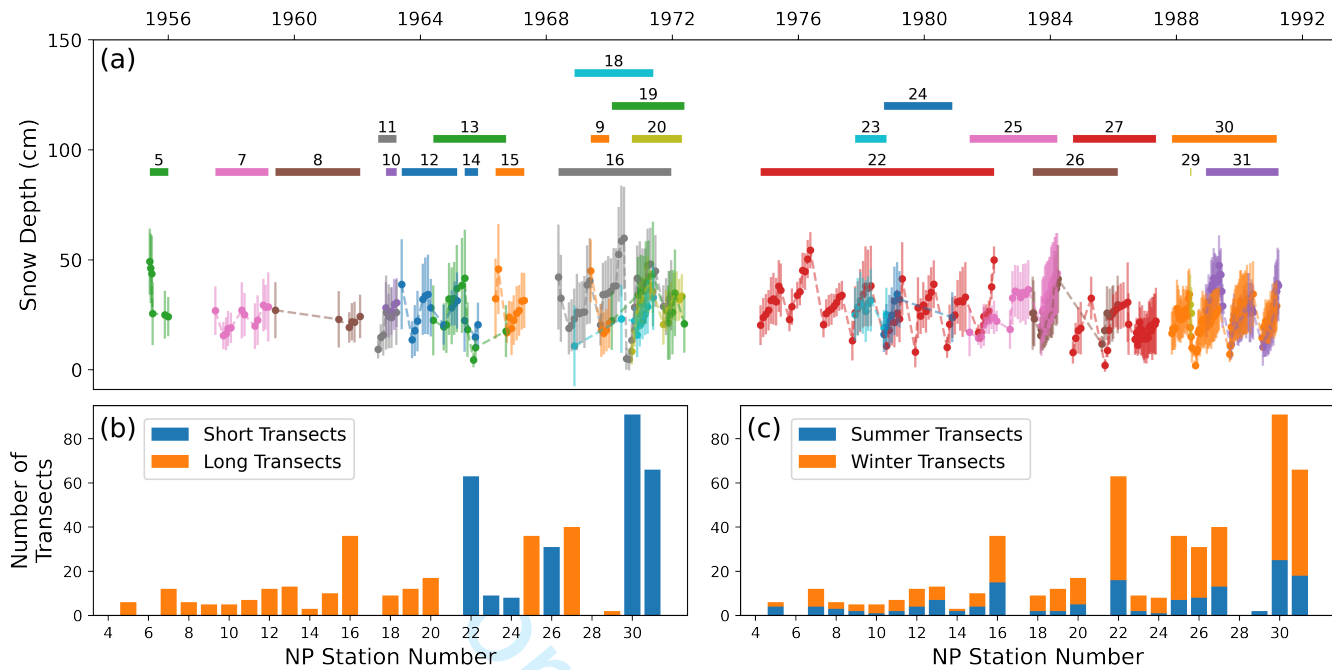 1956 1960 1964 1968 1972 1976 1980 1984 1988 1992
150
(a)
18
24
19
11 13 9 20 23 25 27 30
100
5 7 8 10 12 14 15 16 22 26 29 31
Snow Depth (cm)
50
0
(b)
Short Transects
Long Transects
80
60
40
20
0
Number of
Transects
4 6 8 10 12 14 16 18 20 22 24 26 28 30
NP Station Number
(c)
Summer Transects
Winter Transects
80
60
40
20
0
4 6 8 10 12 14 16 18 20 22 24 26 28 30
NP Station Number